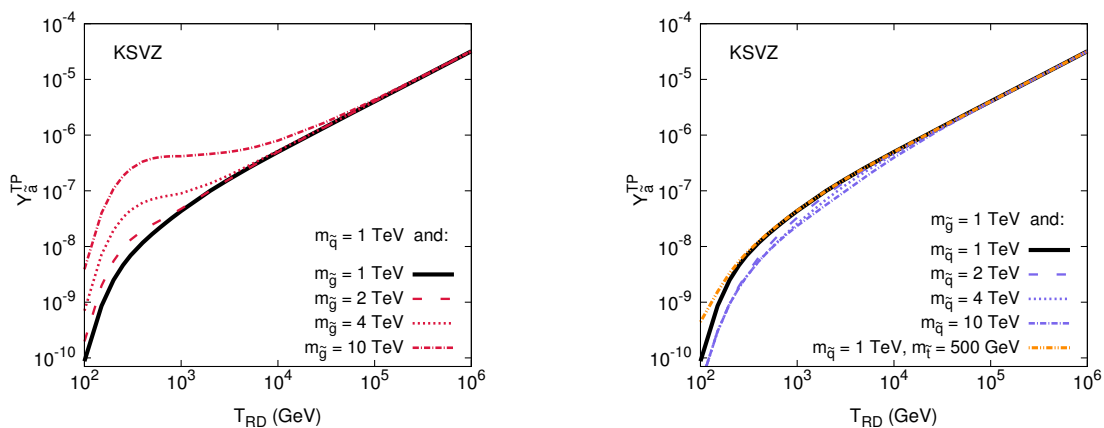 KSVZ
Y_ã^TP
10^-4
10^-5
10^-6
10^-7
10^-8
10^-9
10^-10
m_q̃ = 1 TeV and:
m_g̃ = 1 TeV
m_g̃ = 2 TeV
m_g̃ = 4 TeV
m_g̃ = 10 TeV
10^2 10^3 10^4 10^5 10^6
T_RD (GeV)
KSVZ
Y_ã^TP
10^-4
10^-5
10^-6
10^-7
10^-8
10^-9
10^-10
m_g̃ = 1 TeV and:
m_q̃ = 1 TeV
m_q̃ = 2 TeV
m_q̃ = 4 TeV
m_q̃ = 10 TeV
m_q̃ = 1 TeV, m_t̃ = 500 GeV
10^2 10^3 10^4 10^5 10^6
T_RD (GeV)